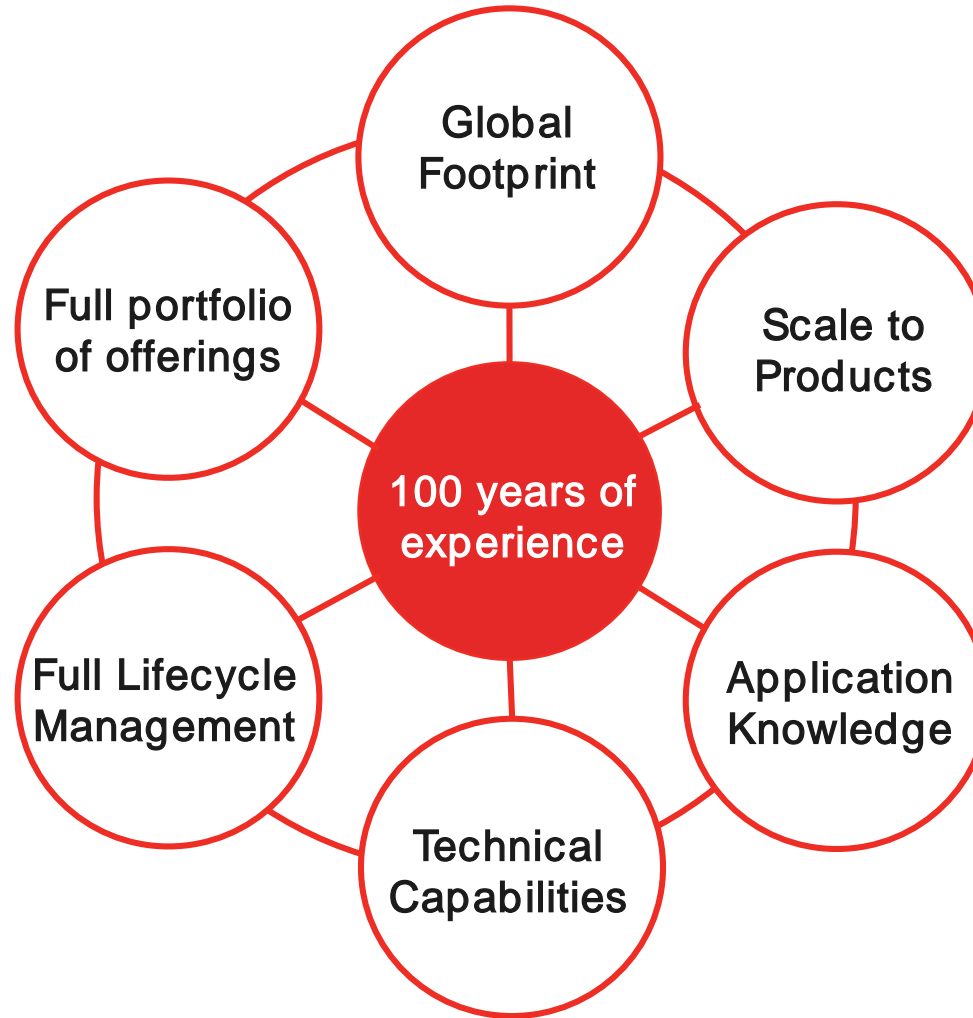 Global
Footprint
Full portfolio
of offerings
Scale to
Products
100 years of
experience
Full Lifecycle
Management
Application
Knowledge
Technical
Capabilities